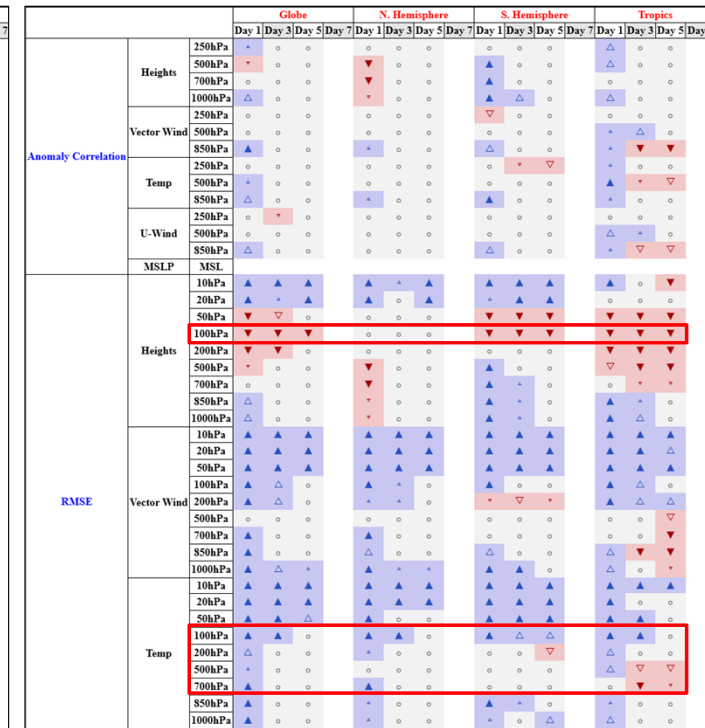 7
Globe N. Hemisphere S. Hemisphere Tropics
Day 1 Day 3 Day 5 Day 7 Day 1 Day 3 Day 5 Day 7 Day 1 Day 3 Day 5 Day 7 Day 1 Day 3 Day 5 Day
Anomaly Correlation
Heights
250hPa
500hPa
700hPa
1000hPa
Vector Wind
250hPa
500hPa
850hPa
Temp
250hPa
500hPa
850hPa
U-Wind
250hPa
500hPa
850hPa
MSLP MSL
RMSE
Heights
10hPa
20hPa
50hPa
100hPa
200hPa
500hPa
700hPa
850hPa
1000hPa
Vector Wind
10hPa
20hPa
50hPa
100hPa
200hPa
500hPa
700hPa
850hPa
1000hPa
Temp
10hPa
20hPa
50hPa
100hPa
200hPa
500hPa
700hPa
850hPa
1000hPa